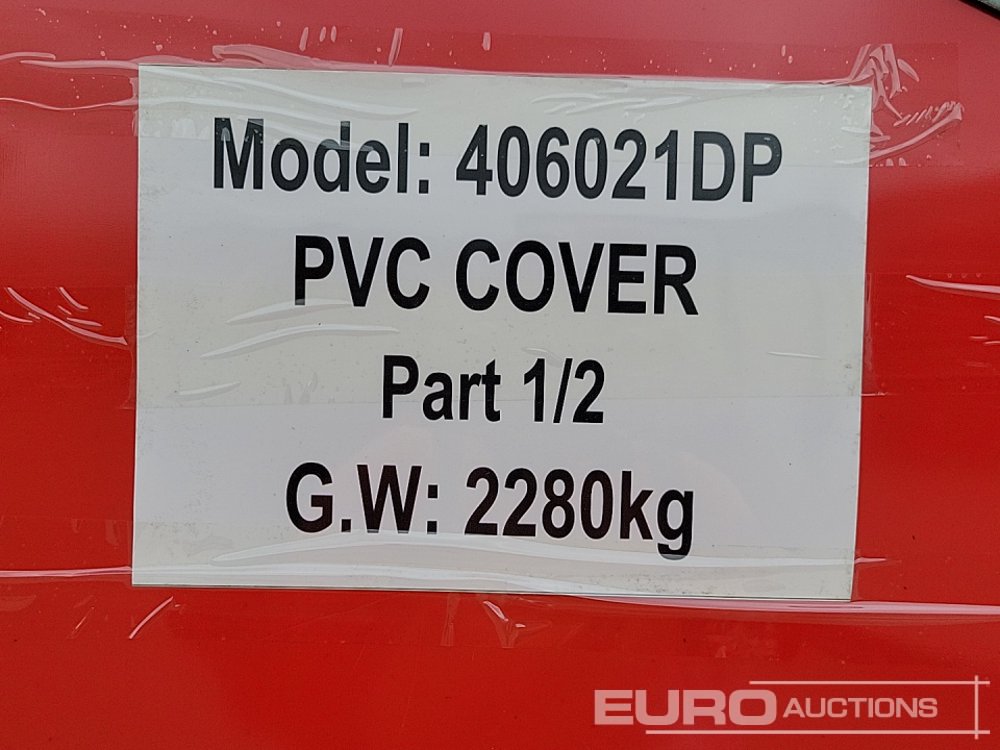 Model: 406021DP
PVC COVER
Part 1/2
G.W: 2280kg
EURO AUCTIONS